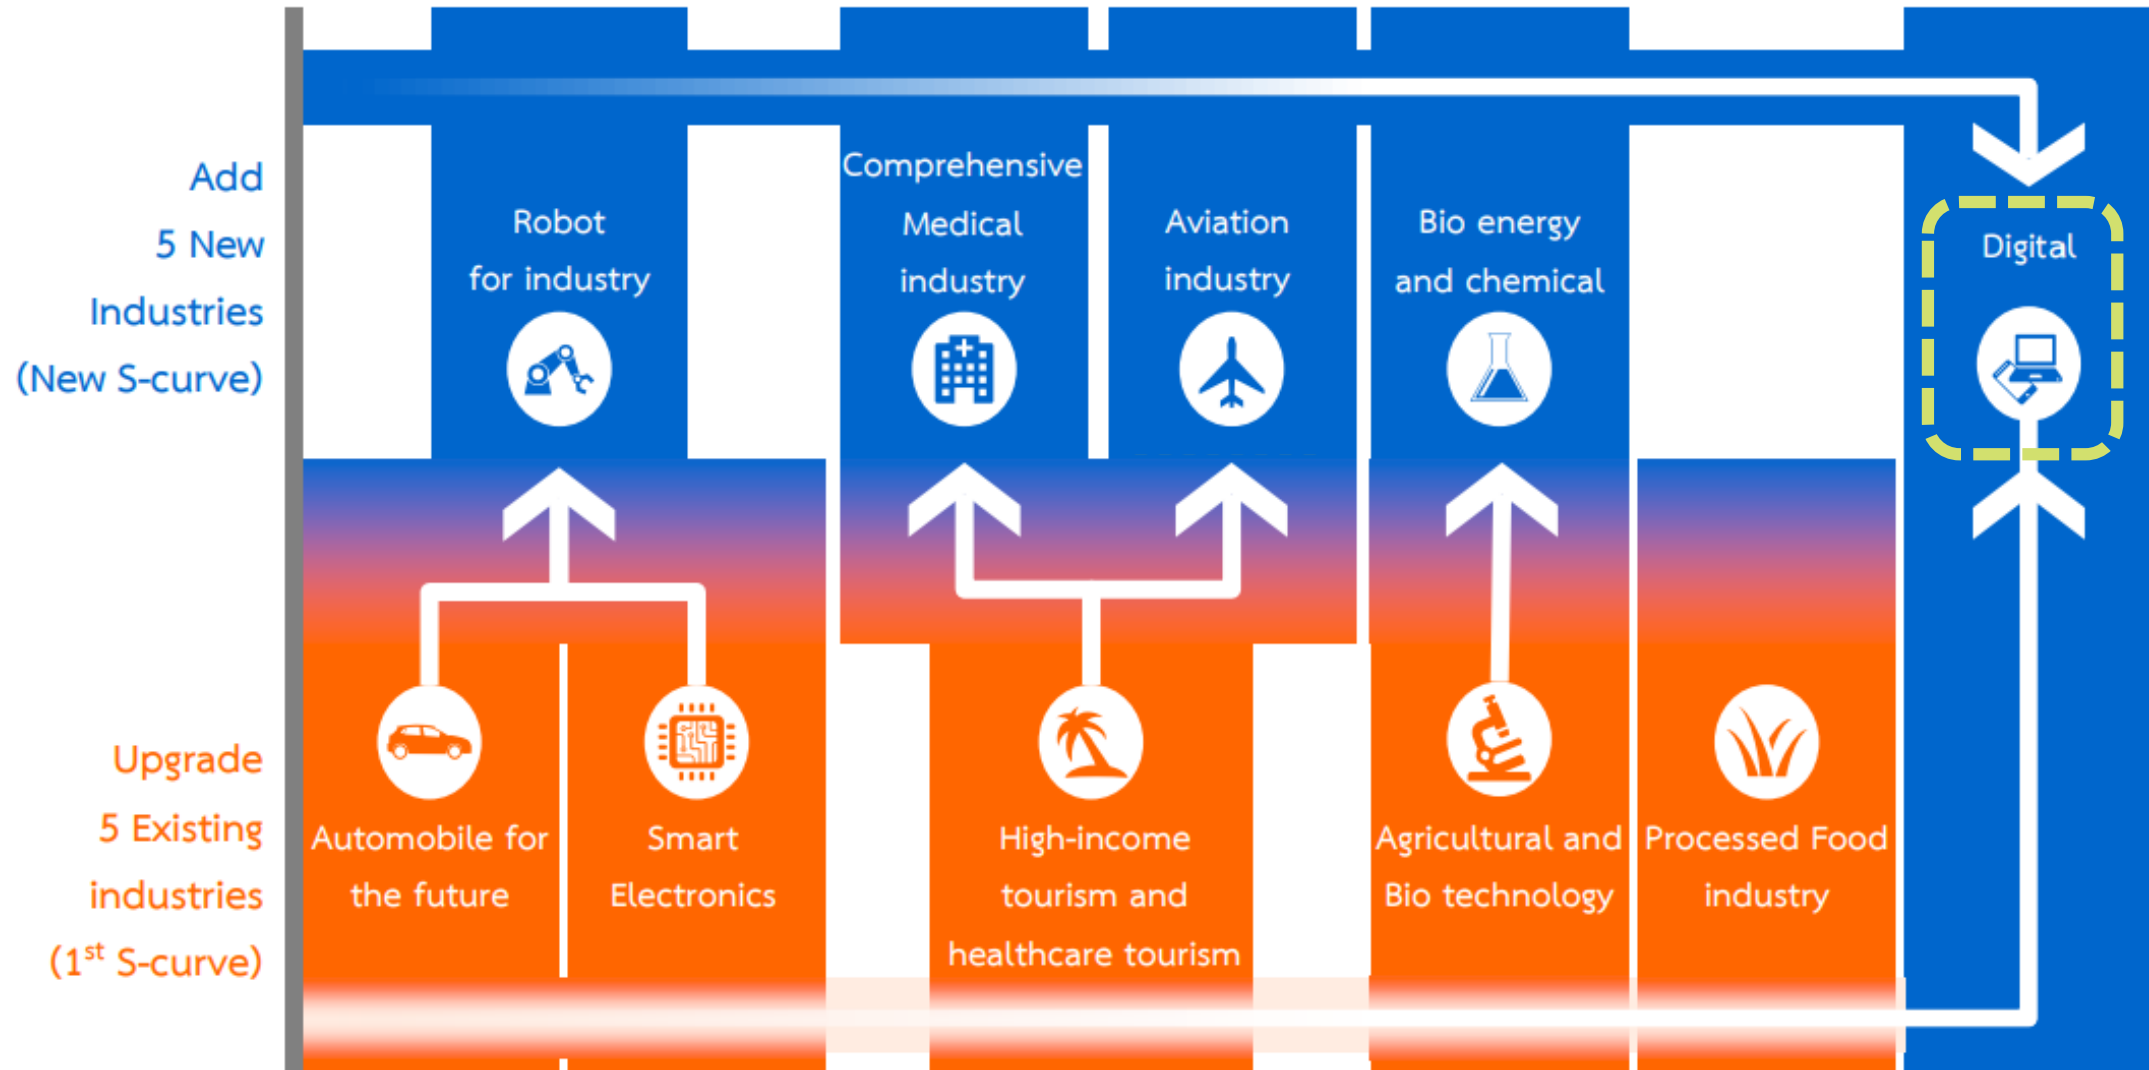 Add
5 New
Industries
(New S-curve)
Robot
for industry
Comprehensive
Medical
industry
Aviation
industry
Bio energy
and chemical
Digital
Upgrade
5 Existing
industries
(1st S-curve)
Automobile for
the future
Smart
Electronics
High-income
tourism and
healthcare tourism
Agricultural and
Bio technology
Processed Food
industry